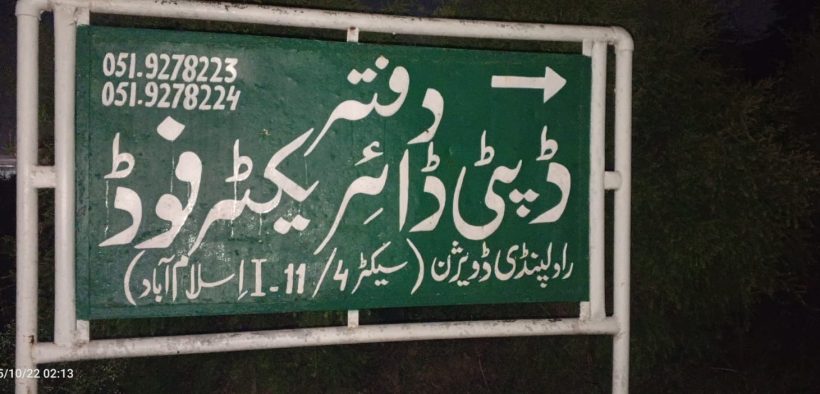 051.9278223
051.9278224
دفتر
ڈپٹی ڈائریکٹر فوڈ
راولپنڈی ڈویژن (سیکٹر I-11/4 اسلام آباد)
5/10/22 02:13